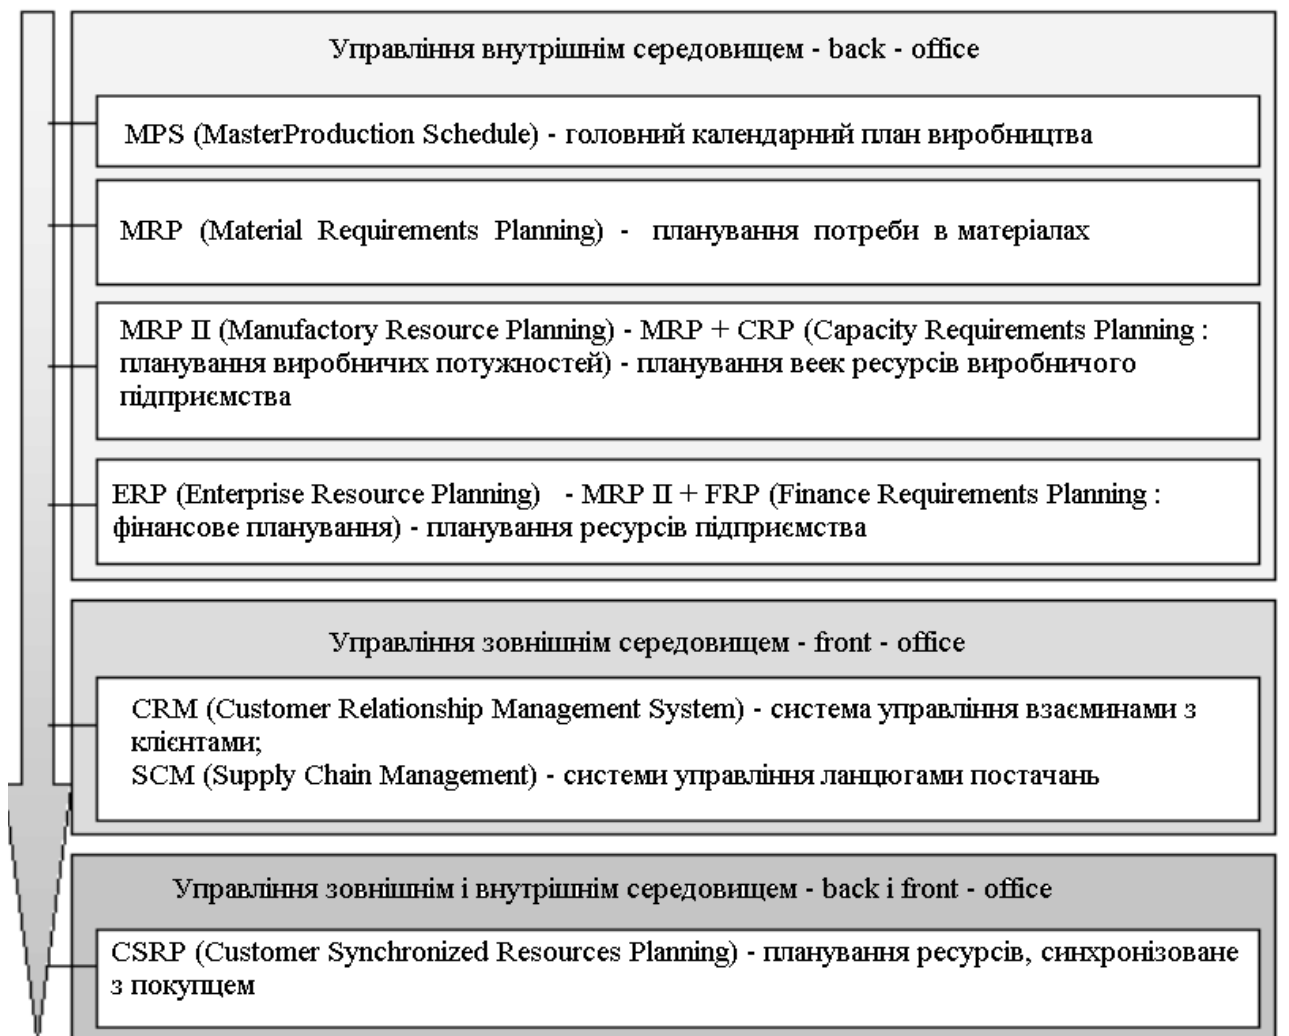 Управління внутрішнім середовищем - back - office
MPS (MasterProduction Schedule) - головний календарний план виробництва
MRP (Material Requirements Planning) - планування потреби в матеріалах
MRP II (Manufactory Resource Planning) - MRP + CRP (Capacity Requirements Planning :
планування виробничих потужностей) - планування веек ресурсів виробничого
підприємства
ERP (Enterprise Resource Planning) - MRP II + FRP (Finance Requirements Planning :
фінансове планування) - планування ресурсів підприємства
Управління зовнішнім середовищем - front - office
CRM (Customer Relationship Management System) - система управління взаєминами з
клієнтами;
SCM (Supply Chain Management) - системи управління ланцюгами постачань
Управління зовнішнім і внутрішнім середовищем - back і front - office
CSRP (Customer Synchronized Resources Planning) - планування ресурсів, синхронізоване
з покупцем